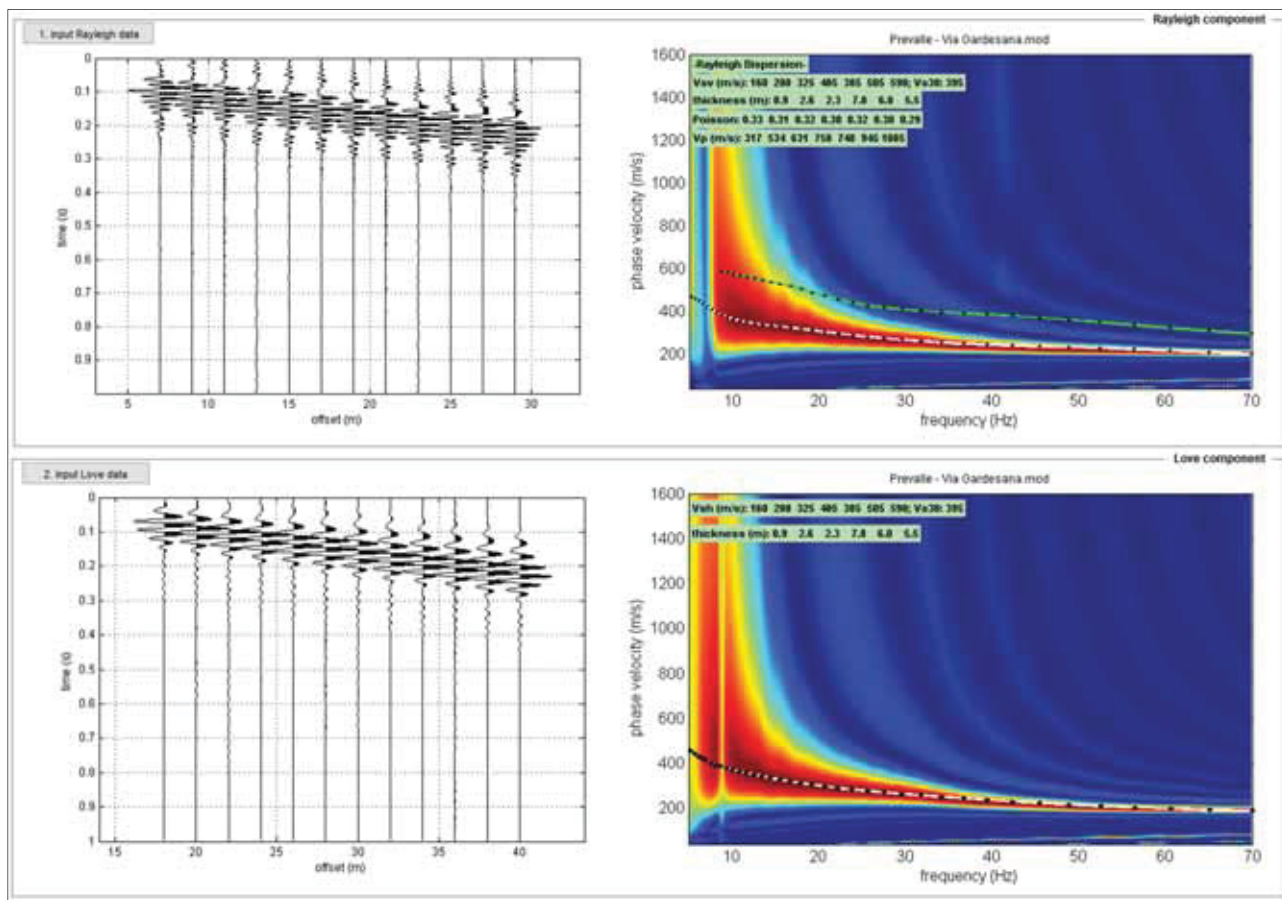 Rayleigh component
1. input Rayleigh data
Prevalle - Via Gardesana.mod
0
0.1
0.2
0.3
0.4
0.5
0.6
0.7
0.8
0.9
time (s)
5 10 15 20 25 30
offset (m)
1600
1400
1200
1000
800
600
400
200
phase velocity (m/s)
-Rayleigh Dispersion-
Vsv (m/s): 160 200 325 405 385 505 590; Vs30: 395
thickness (m): 0.9 2.6 2.3 7.0 6.0 5.5
Poisson: 0.33 0.31 0.32 0.30 0.32 0.30 0.29
Vp (m/s): 317 534 631 758 748 946 1085
10 20 30 40 50 60 70
frequency (Hz)
Love component
2. input Love data
Prevalle - Via Gardesana.mod
0
0.1
0.2
0.3
0.4
0.5
0.6
0.7
0.8
0.9
1
time (s)
15 20 25 30 35 40
offset (m)
1600
1400
1200
1000
800
600
400
200
phase velocity (m/s)
Vsh (m/s): 160 200 325 405 385 505 590; Vs30: 395
thickness (m): 0.9 2.6 2.3 7.0 6.0 5.5
10 20 30 40 50 60 70
frequency (Hz)